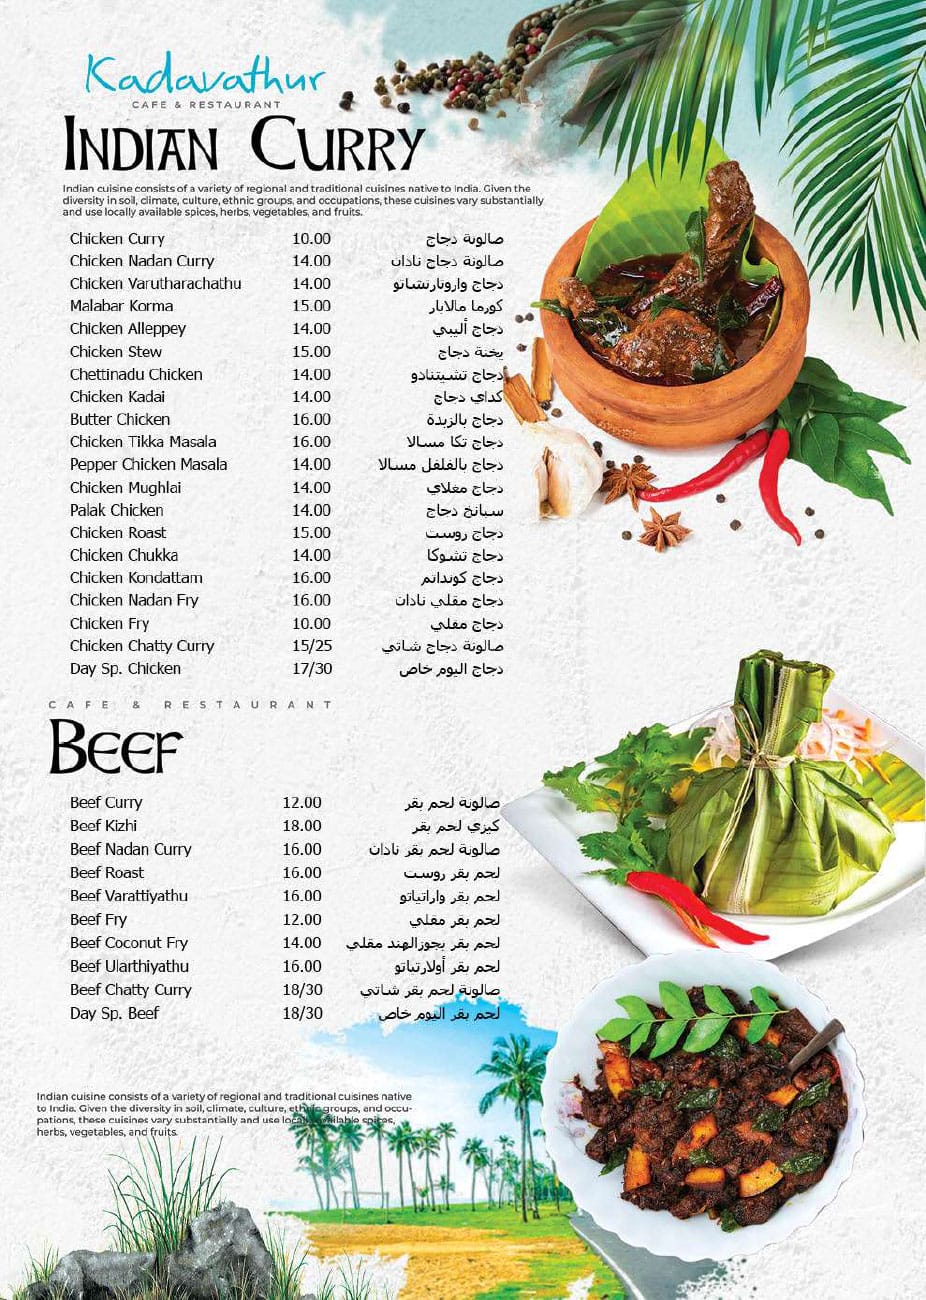 Kadavathur
CAFE & RESTAURANT
INDIAN CURRY
Indian cuisine consists of a variety of regional and traditional cuisines native to India. Given the
diversity in soil, climate, culture, ethnic groups, and occupations, these cuisines vary substantially
and use locally available spices, herbs, vegetables, and fruits.
Chicken Curry 10.00 صالونة دجاج
Chicken Nadan Curry 14.00 صالونة دجاج نادان
Chicken Varutharachathu 14.00 دجاج واروتارتشاتو
Malabar Korma 15.00 كورما مالابار
Chicken Alleppey 14.00 دجاج أليبي
Chicken Stew 15.00 يخنة دجاج
Chettinadu Chicken 14.00 دجاج تشيتنادو
Chicken Kadai 14.00 كداي دجاج
Butter Chicken 16.00 دجاج بالزبدة
Chicken Tikka Masala 16.00 دجاج تكا مسالا
Pepper Chicken Masala 14.00 دجاج بالفلفل مسالا
Chicken Mughlai 14.00 دجاج مغلاي
Palak Chicken 14.00 سبانخ دجاج
Chicken Roast 15.00 دجاج روست
Chicken Chukka 14.00 دجاج تشوكا
Chicken Kondattam 16.00 دجاج كونداتم
Chicken Nadan Fry 16.00 دجاج مقلي نادان
Chicken Fry 10.00 دجاج مقلي
Chicken Chatty Curry 15/25 صالونة دجاج شاتي
Day Sp. Chicken 17/30 دجاج اليوم خاص
CAFE & RESTAURANT
BEEF
Beef Curry 12.00 صالونة لحم بقر
Beef Kizhi 18.00 كيزي لحم بقر
Beef Nadan Curry 16.00 صالونة لحم بقر نادان
Beef Roast 16.00 لحم بقر روست
Beef Varattiyathu 16.00 لحم بقر واراتياتو
Beef Fry 12.00 لحم بقر مقلي
Beef Coconut Fry 14.00 لحم بقر بجوزالهند مقلي
Beef Ularthiyathu 16.00 لحم بقر أولارتياتو
Beef Chatty Curry 18/30 صالونة لحم بقر شاتي
Day Sp. Beef 18/30 لحم بقر اليوم خاص
Indian cuisine consists of a variety of regional and traditional cuisines native
to India. Given the diversity in soil, climate, culture, ethnic groups, and occu-
pations, these cuisines vary substantially and use locally available spices,
herbs, vegetables, and fruits.